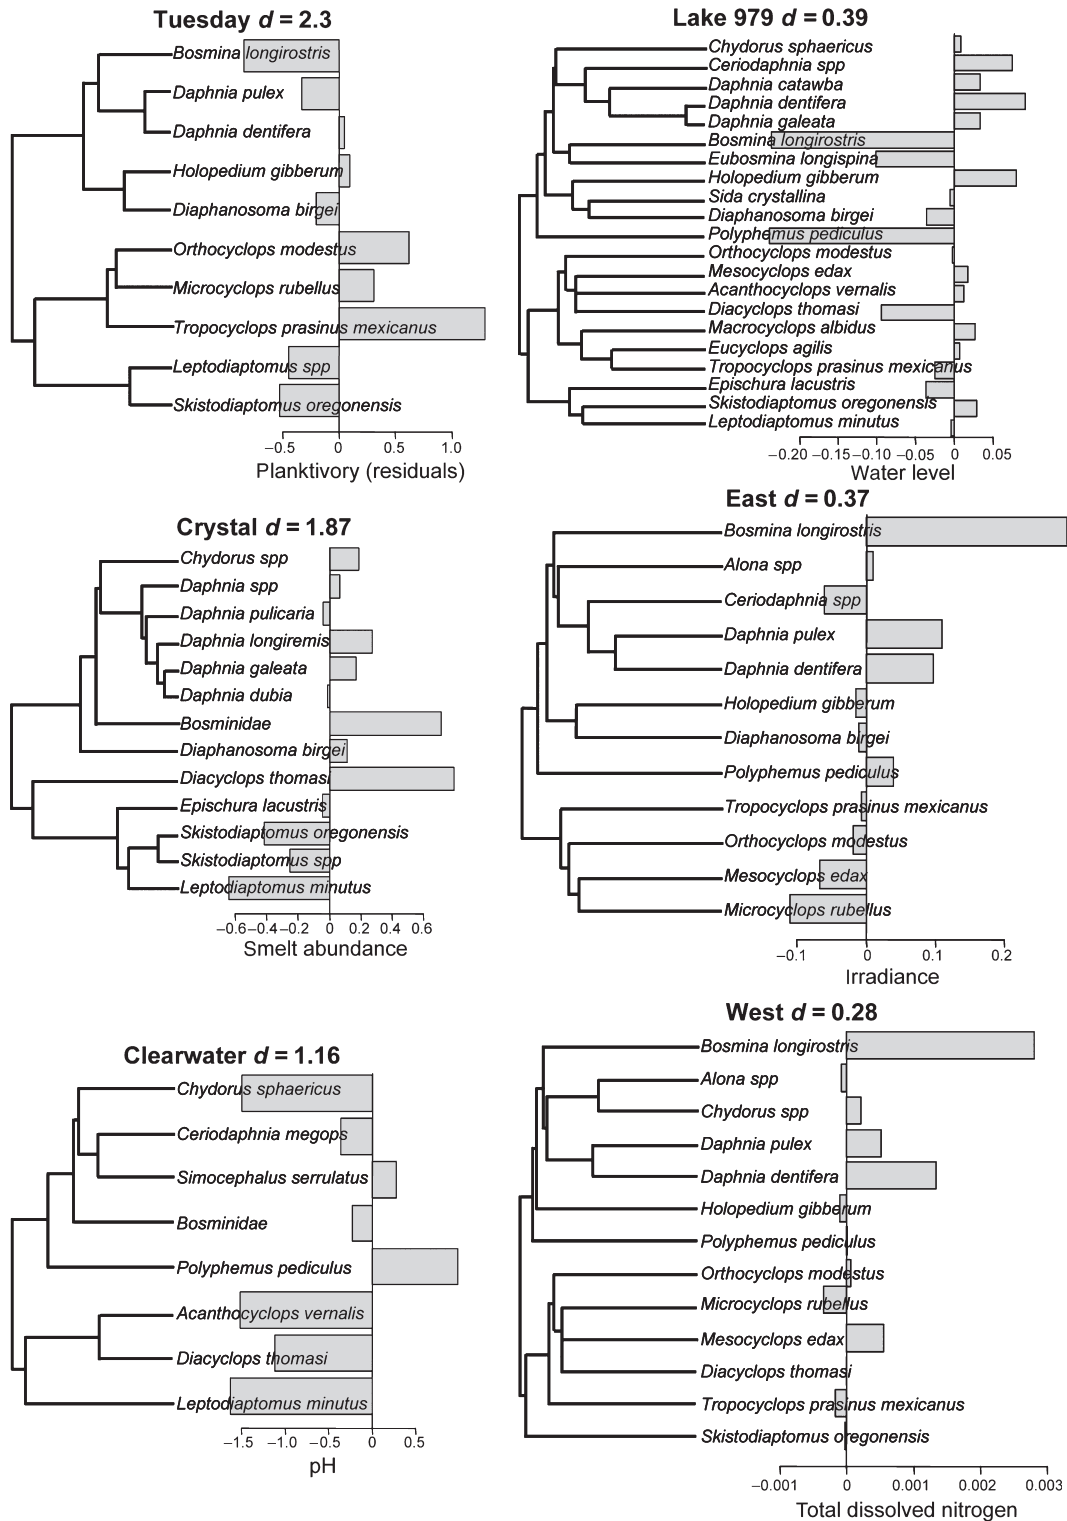 Tuesday d = 2.3
Bosmina longirostris
Daphnia pulex
Daphnia dentifera
Holopedium gibberum
Diaphanosoma birgei
Orthocyclops modestus
Microcyclops rubellus
Tropocyclops prasinus mexicanus
Leptodiaptomus spp
Skistodiaptomus oregonensis
−0.5 0 0.5 1.0
Planktivory (residuals)
Crystal d = 1.87
Chydorus spp
Daphnia spp
Daphnia pulicaria
Daphnia longiremis
Daphnia galeata
Daphnia dubia
Bosminidae
Diaphanosoma birgei
Diacyclops thomasi
Epischura lacustris
Skistodiaptomus oregonensis
Skistodiaptomus spp
Leptodiaptomus minutus
−0.6 −0.4 −0.2 0 0.2 0.4 0.6
Smelt abundance
Clearwater d = 1.16
Chydorus sphaericus
Ceriodaphnia megops
Simocephalus serrulatus
Bosminidae
Polyphemus pediculus
Acanthocyclops vernalis
Diacyclops thomasi
Leptodiaptomus minutus
−1.5 −1.0 −0.5 0 0.5
pH
Lake 979 d = 0.39
Chydorus sphaericus
Ceriodaphnia spp
Daphnia catawba
Daphnia dentifera
Daphnia galeata
Bosmina longirostris
Eubosmina longispina
Holopedium gibberum
Sida crystallina
Diaphanosoma birgei
Polyphemus pediculus
Orthocyclops modestus
Mesocyclops edax
Acanthocyclops vernalis
Diacyclops thomasi
Macrocyclops albidus
Eucyclops agilis
Tropocyclops prasinus mexicanus
Epischura lacustris
Skistodiaptomus oregonensis
Leptodiaptomus minutus
−0.20 −0.15 −0.10 −0.05 0 0.05
Water level
East d = 0.37
Bosmina longirostris
Alona spp
Ceriodaphnia spp
Daphnia pulex
Daphnia dentifera
Holopedium gibberum
Diaphanosoma birgei
Polyphemus pediculus
Tropocyclops prasinus mexicanus
Orthocyclops modestus
Mesocyclops edax
Microcyclops rubellus
−0.1 0 0.1 0.2
Irradiance
West d = 0.28
Bosmina longirostris
Alona spp
Chydorus spp
Daphnia pulex
Daphnia dentifera
Holopedium gibberum
Polyphemus pediculus
Orthocyclops modestus
Microcyclops rubellus
Mesocyclops edax
Diacyclops thomasi
Tropocyclops prasinus mexicanus
Skistodiaptomus oregonensis
−0.001 0 0.001 0.002 0.003
Total dissolved nitrogen